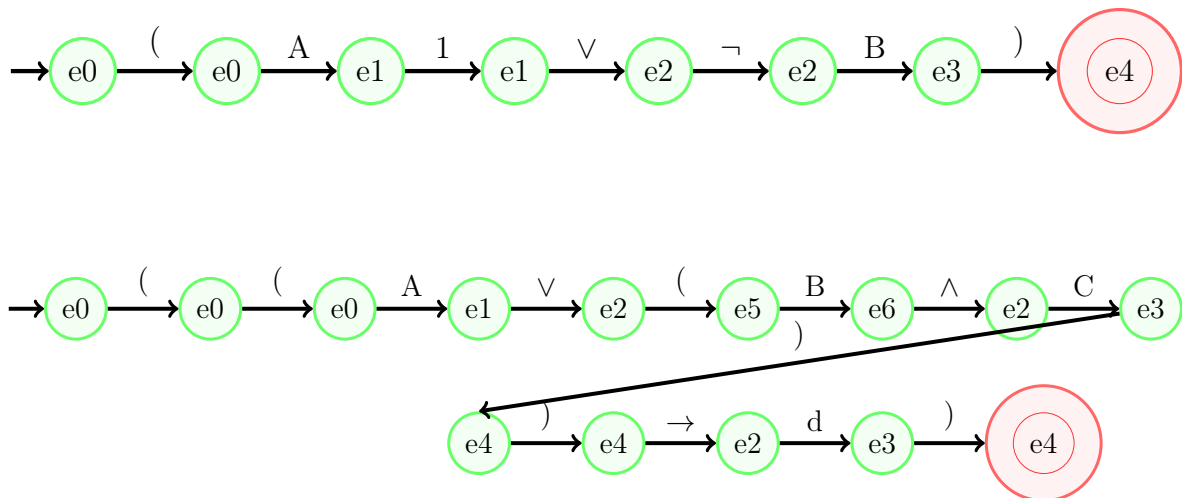 ( A 1 ∨ ¬ B )
e0 e0 e1 e1 e2 e2 e3 e4
( ( A ∨ ( B ∧ C
e0 e0 e0 e1 e2 e5 e6 e2 e3
)
) → d )
e4 e4 e2 e3 e4